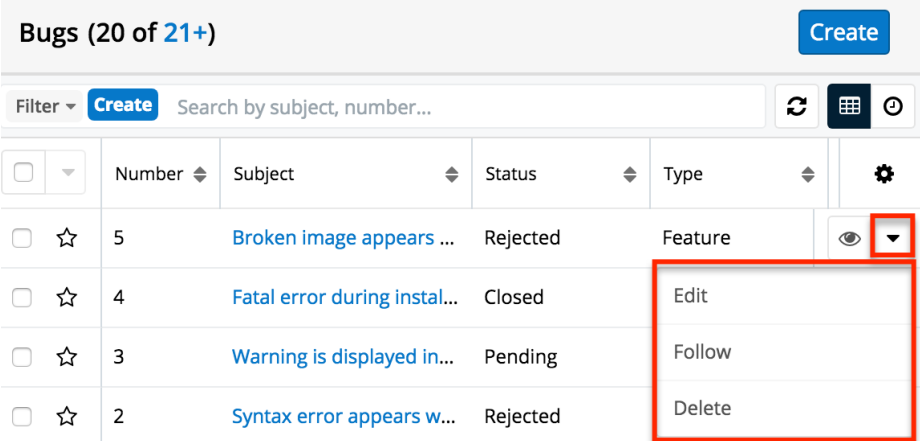 Bugs (20 of 21+)
Create
Filter
Create
Search by subject, number...
Number
Subject
Status
Type
5
Broken image appears ...
Rejected
Feature
4
Fatal error during instal...
Closed
Edit
3
Warning is displayed in...
Pending
Follow
2
Syntax error appears w...
Rejected
Delete